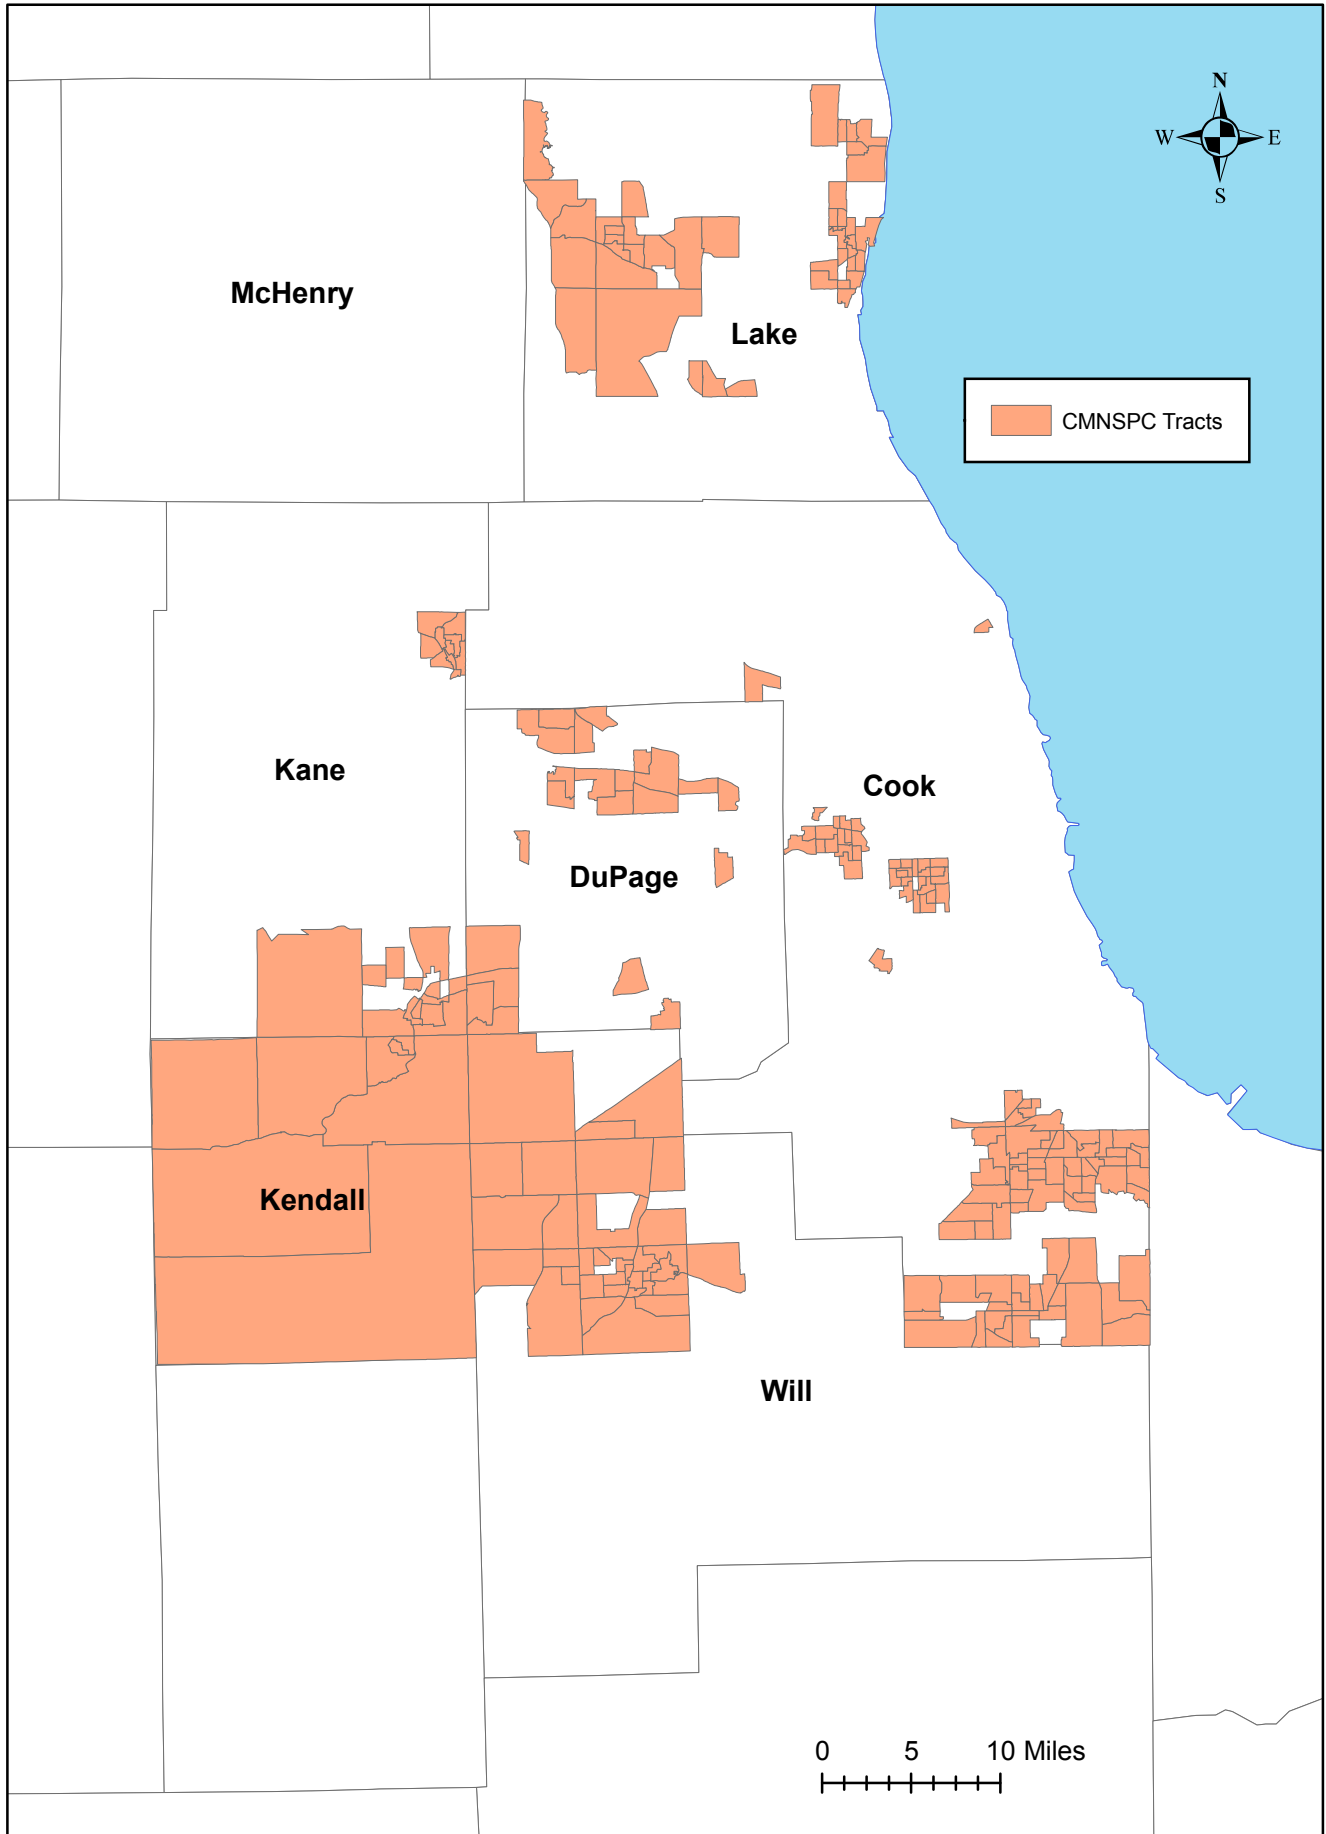 N
W E
S
McHenry
Lake
CMNSPC Tracts
Kane
Cook
DuPage
Kendall
Will
0 5 10 Miles